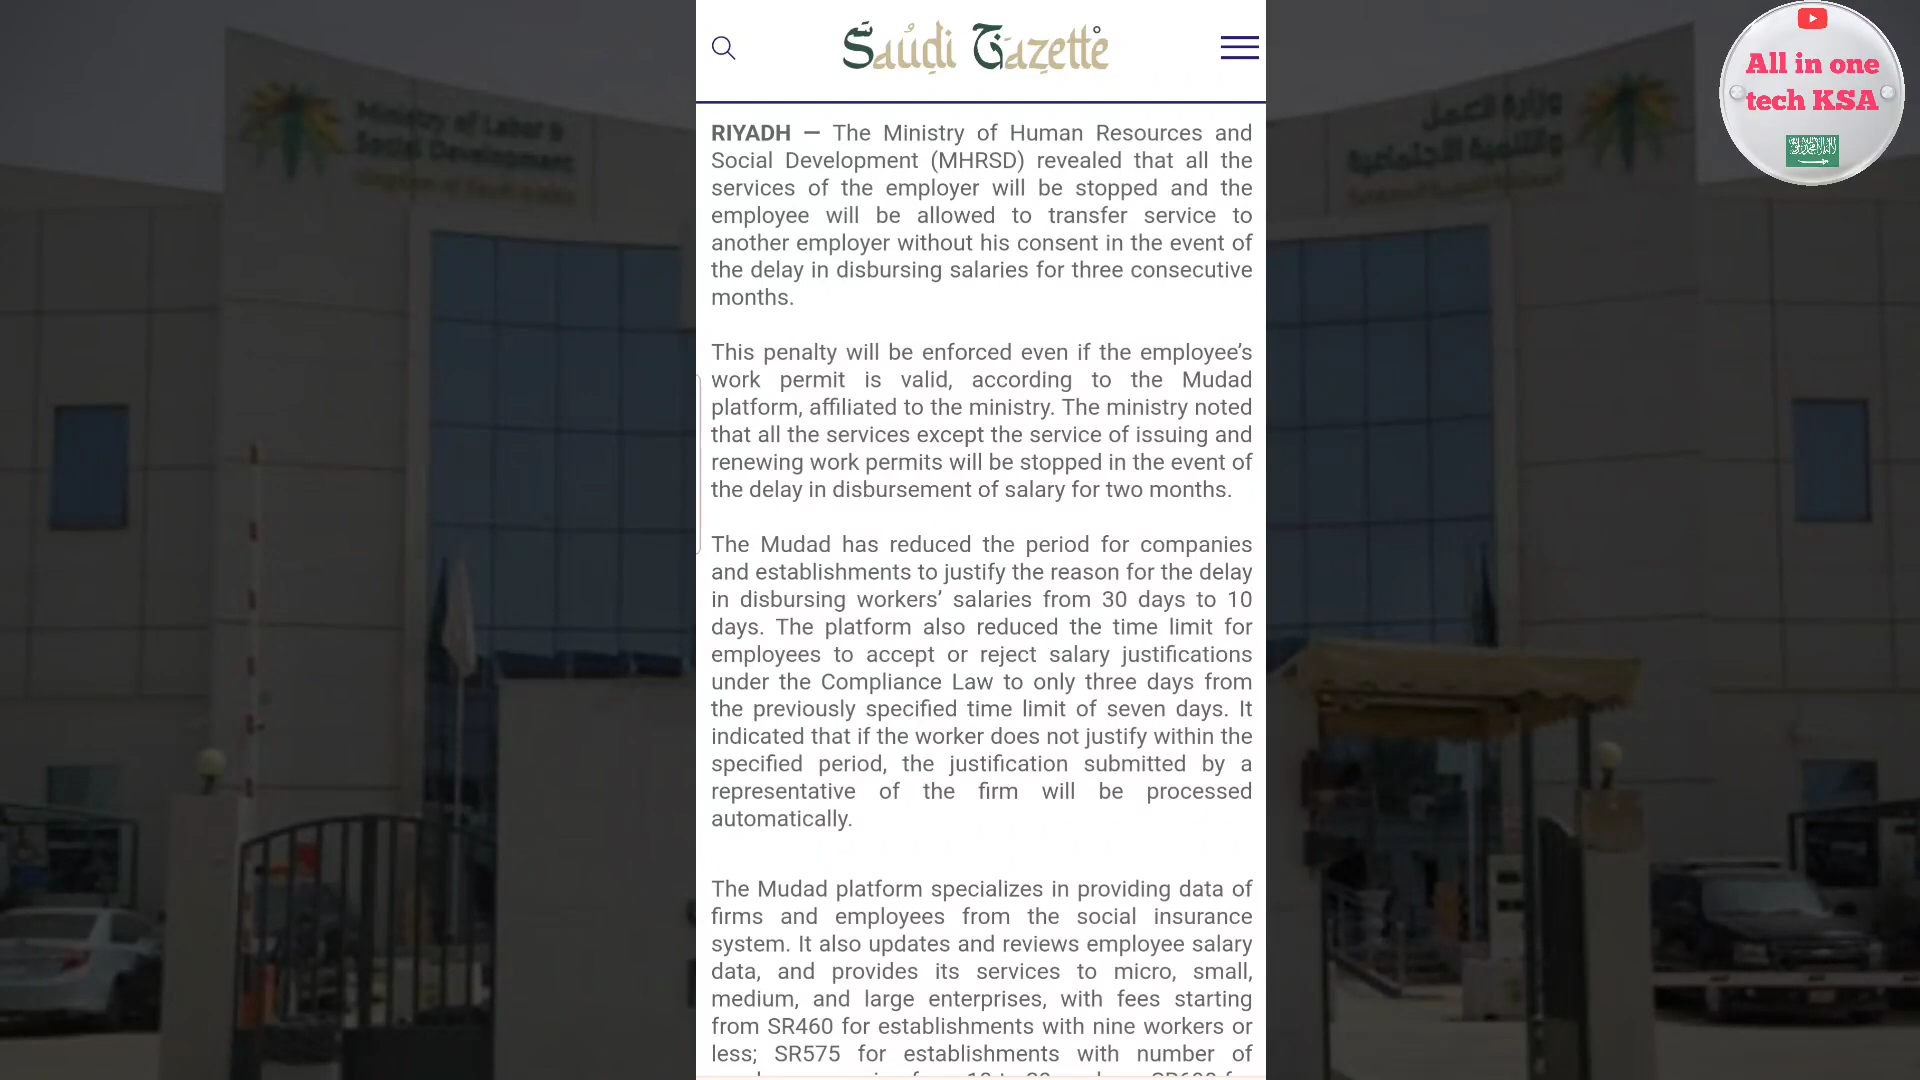 Saudi Gazette
All in one
tech KSA
Ministry of Labor &
Social Development
وزارة العمل
والتنمية الاجتماعية
RIYADH — The Ministry of Human Resources and
Social Development (MHRSD) revealed that all the
services of the employer will be stopped and the
employee will be allowed to transfer service to
another employer without his consent in the event of
the delay in disbursing salaries for three consecutive
months.
This penalty will be enforced even if the employee’s
work permit is valid, according to the Mudad
platform, affiliated to the ministry. The ministry noted
that all the services except the service of issuing and
renewing work permits will be stopped in the event of
the delay in disbursement of salary for two months.
The Mudad has reduced the period for companies
and establishments to justify the reason for the delay
in disbursing workers’ salaries from 30 days to 10
days. The platform also reduced the time limit for
employees to accept or reject salary justifications
under the Compliance Law to only three days from
the previously specified time limit of seven days. It
indicated that if the worker does not justify within the
specified period, the justification submitted by a
representative of the firm will be processed
automatically.
The Mudad platform specializes in providing data of
firms and employees from the social insurance
system. It also updates and reviews employee salary
data, and provides its services to micro, small,
medium, and large enterprises, with fees starting
from SR460 for establishments with nine workers or
less; SR575 for establishments with number of